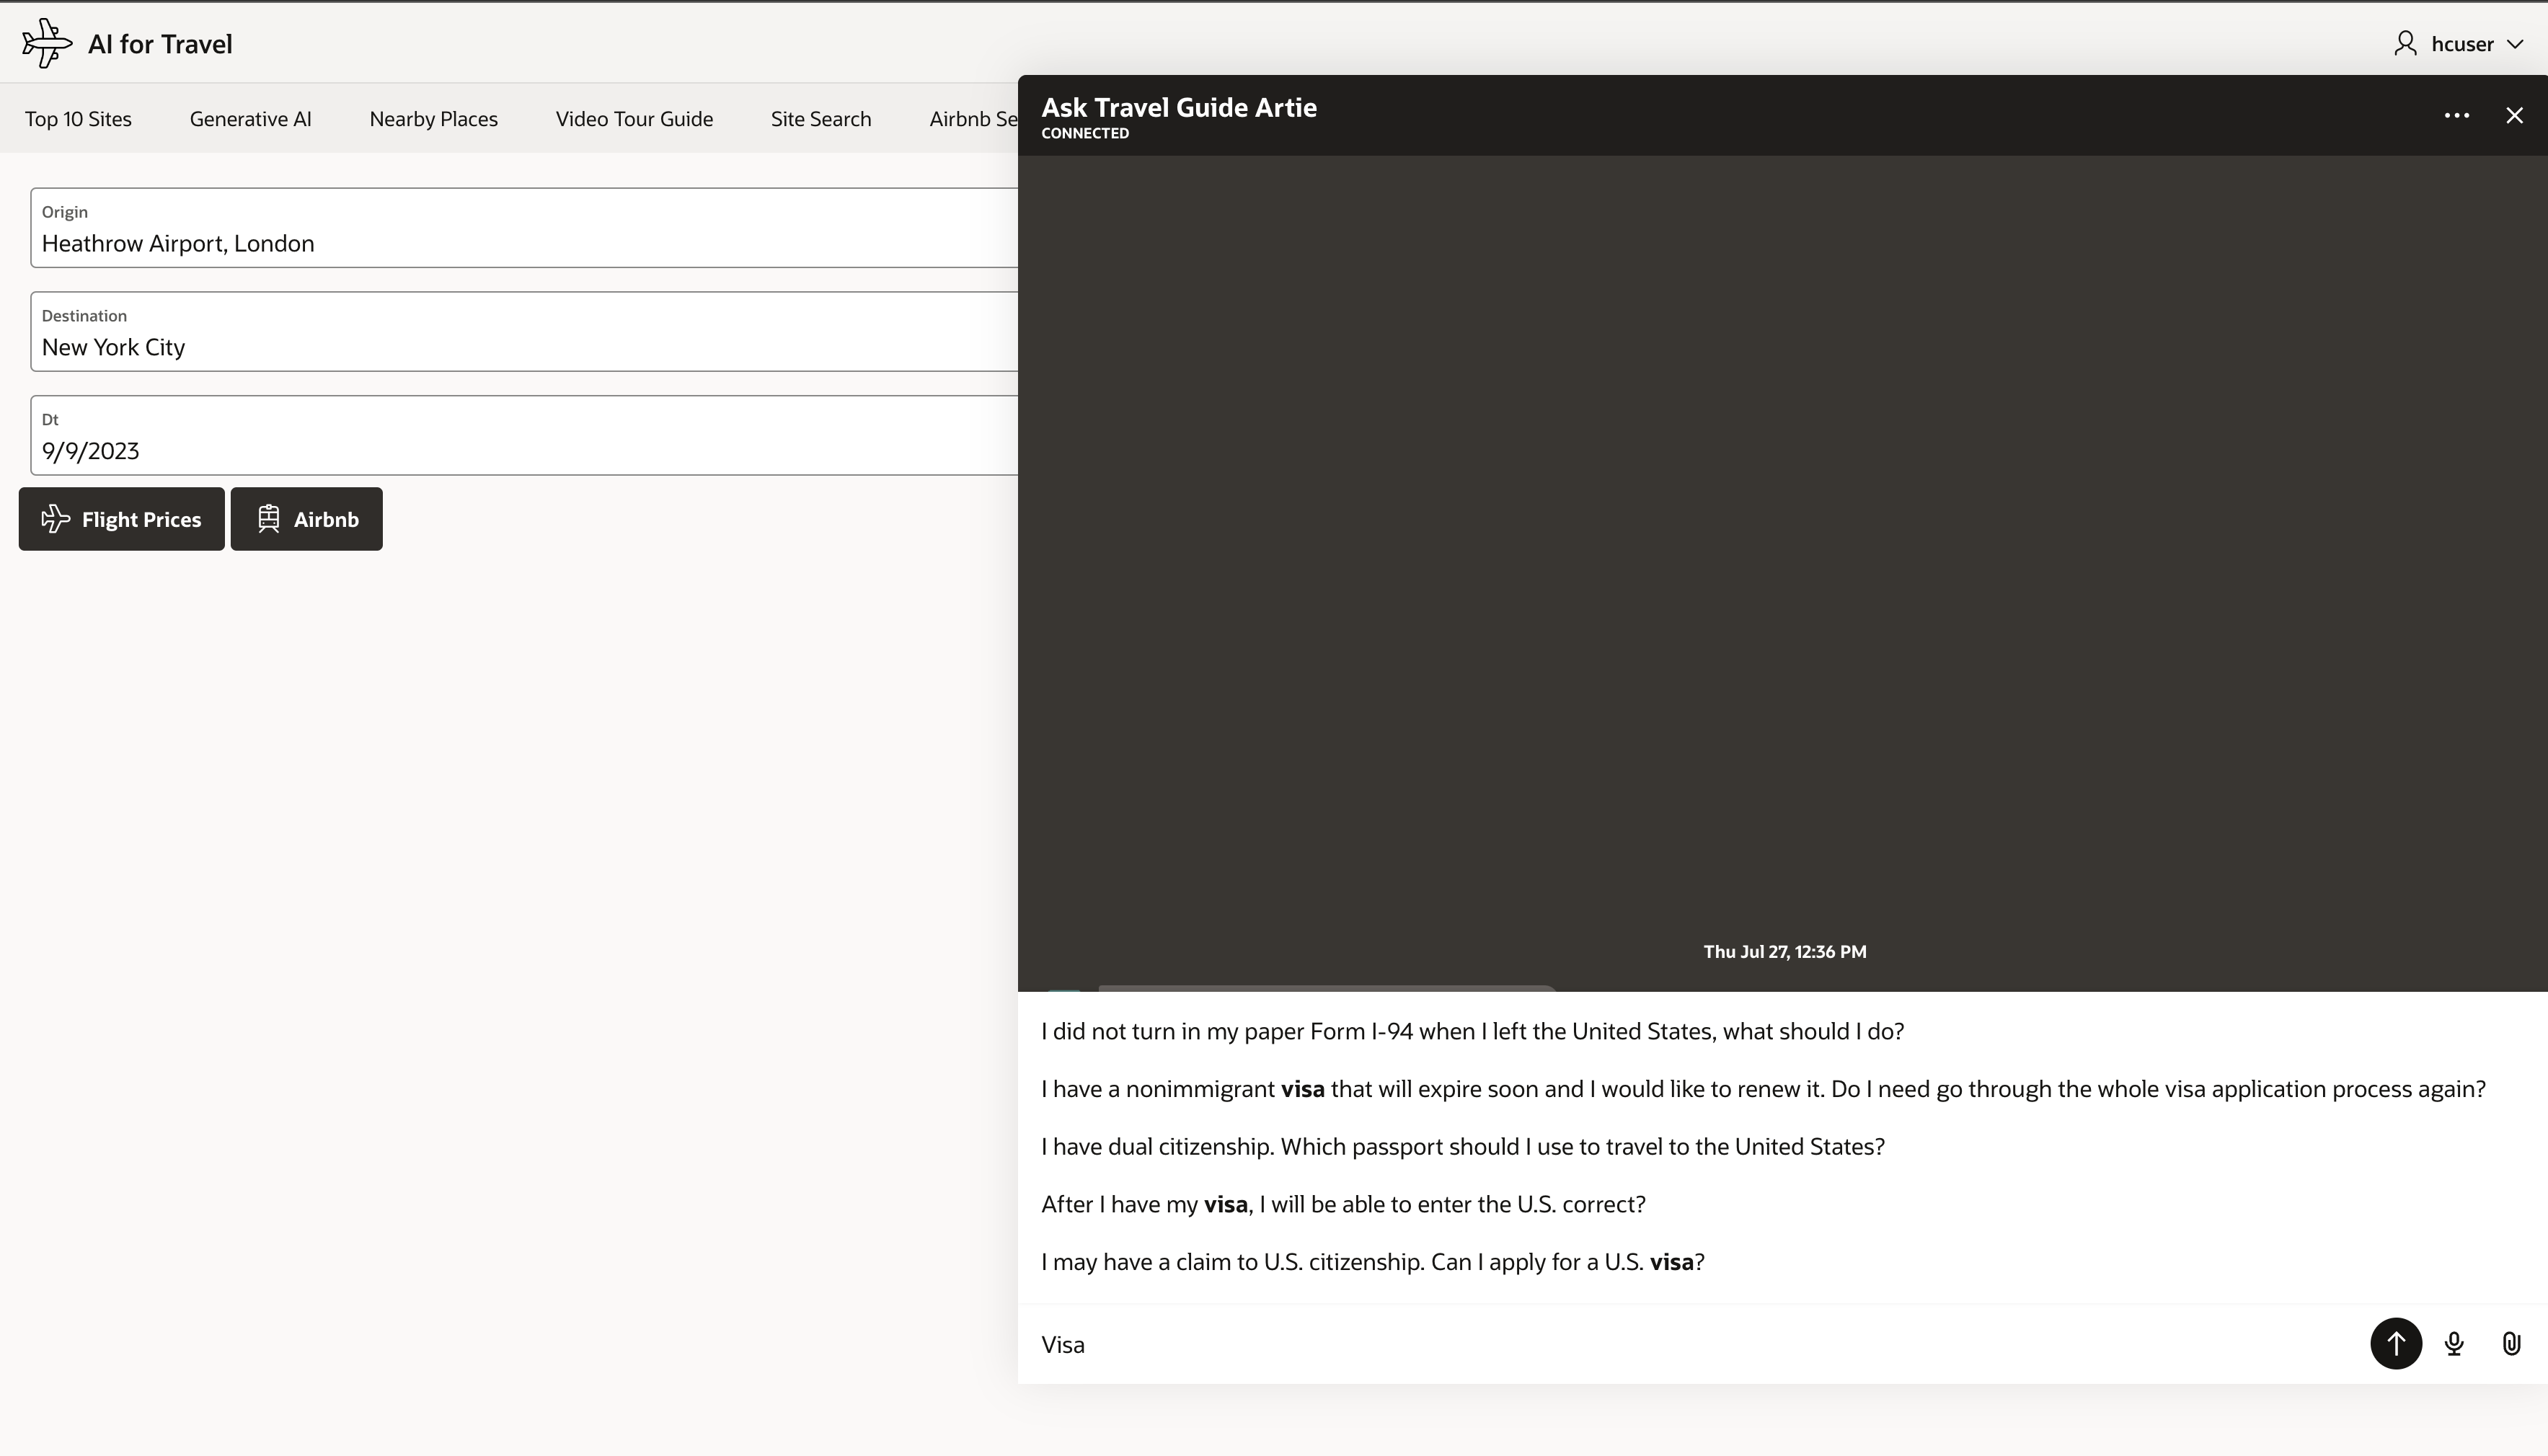 AI for Travel
hcuser
Top 10 Sites
Generative AI
Nearby Places
Video Tour Guide
Site Search
Airbnb Se
Ask Travel Guide Artie
CONNECTED
Origin
Heathrow Airport, London
Destination
New York City
Dt
9/9/2023
Flight Prices
Airbnb
Thu Jul 27, 12:36 PM
I did not turn in my paper Form I-94 when I left the United States, what should I do?
I have a nonimmigrant visa that will expire soon and I would like to renew it. Do I need go through the whole visa application process again?
I have dual citizenship. Which passport should I use to travel to the United States?
After I have my visa, I will be able to enter the U.S. correct?
I may have a claim to U.S. citizenship. Can I apply for a U.S. visa?
Visa